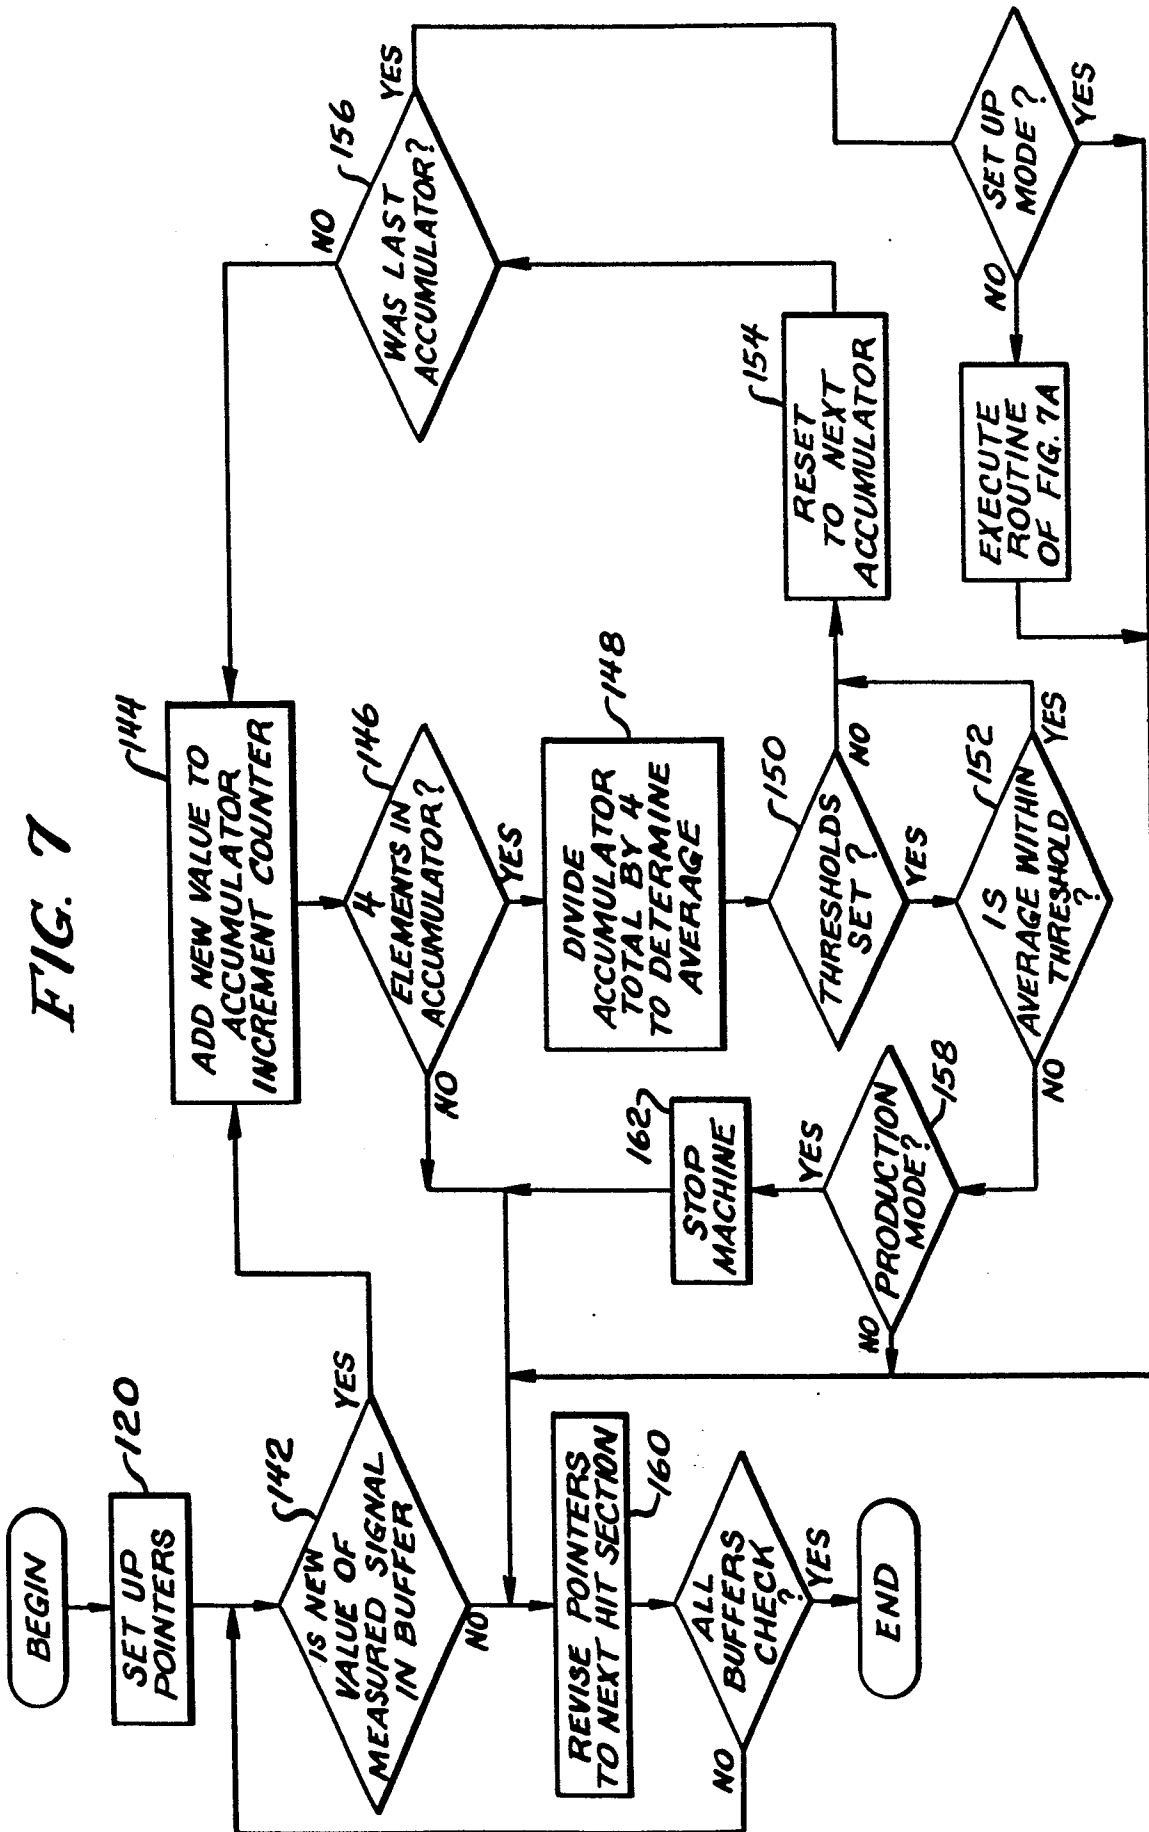 FIG. 7
BEGIN
SET UP
POINTERS
120
IS NEW
VALUE OF
MEASURED SIGNAL
IN BUFFER
142
YES
NO
REVISE POINTERS
TO NEXT HIT SECTION
160
ALL
BUFFERS
CHECK
?
NO
YES
END
ADD NEW VALUE TO
ACCUMULATOR
INCREMENT COUNTER
144
4
ELEMENTS IN
ACCUMULATOR?
146
NO
YES
DIVIDE
ACCUMULATOR
TOTAL BY 4
TO DETERMINE
AVERAGE
148
THRESHOLDS
SET ?
150
NO
YES
IS
AVERAGE WITHIN
THRESHOLD
?
152
YES
NO
PRODUCTION
MODE?
158
YES
NO
STOP
MACHINE
162
RESET
TO NEXT
ACCUMULATOR
154
WAS LAST
ACCUMULATOR?
156
NO
YES
SET UP
MODE?
NO
YES
EXECUTE
ROUTINE
OF FIG. 7A